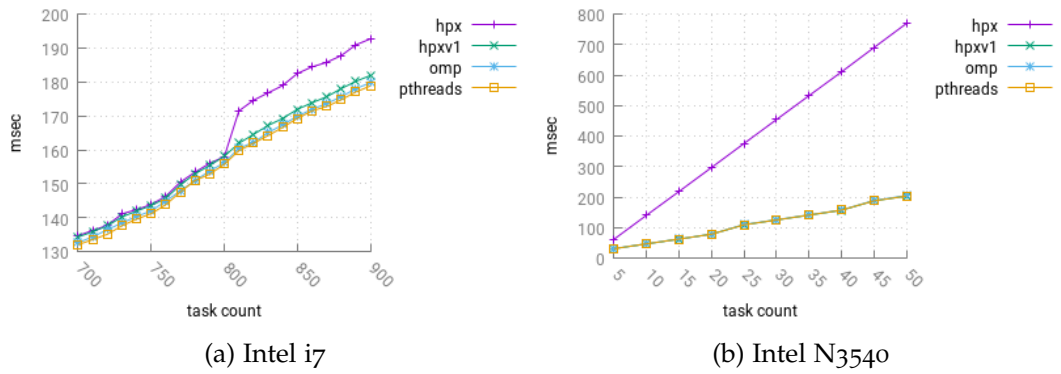 200
190
180
170
160
150
140
130
msec
700
750
800
850
900
task count
hpx
hpxv1
omp
pthreads
(a) Intel i7
800
700
600
500
400
300
200
100
0
msec
5
10
15
20
25
30
35
40
45
50
task count
hpx
hpxv1
omp
pthreads
(b) Intel N3540